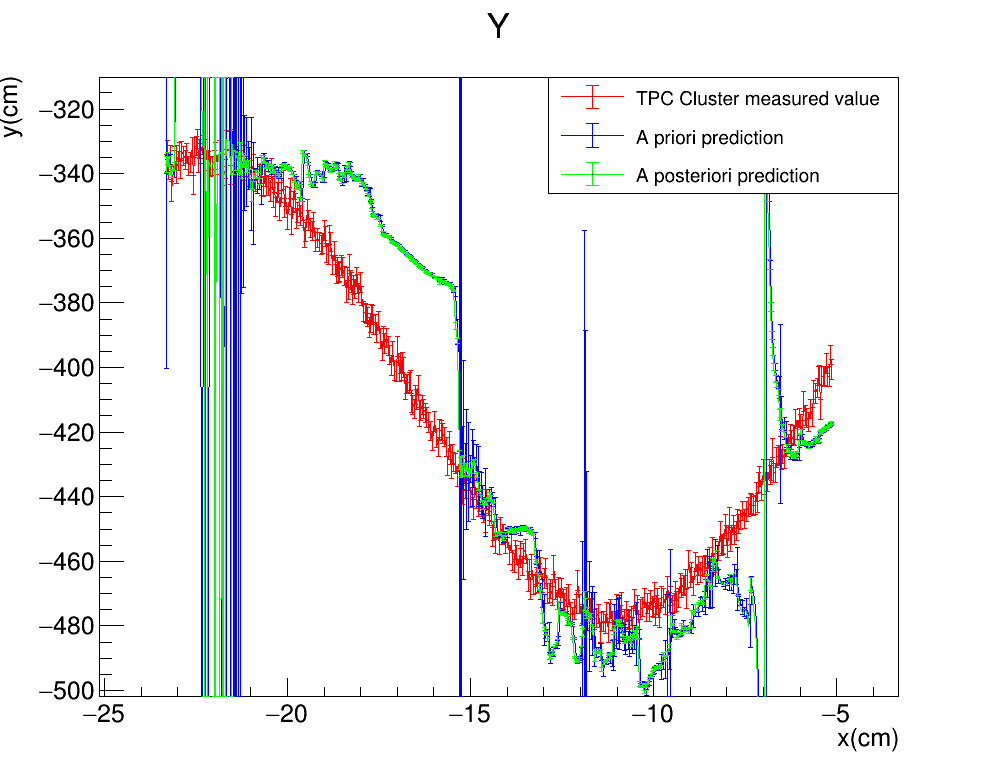 Y
y(cm)
−320
−340
−360
−380
−400
−420
−440
−460
−480
−500
TPC Cluster measured value
A priori prediction
A posteriori prediction
−25 −20 −15 −10 −5
x(cm)